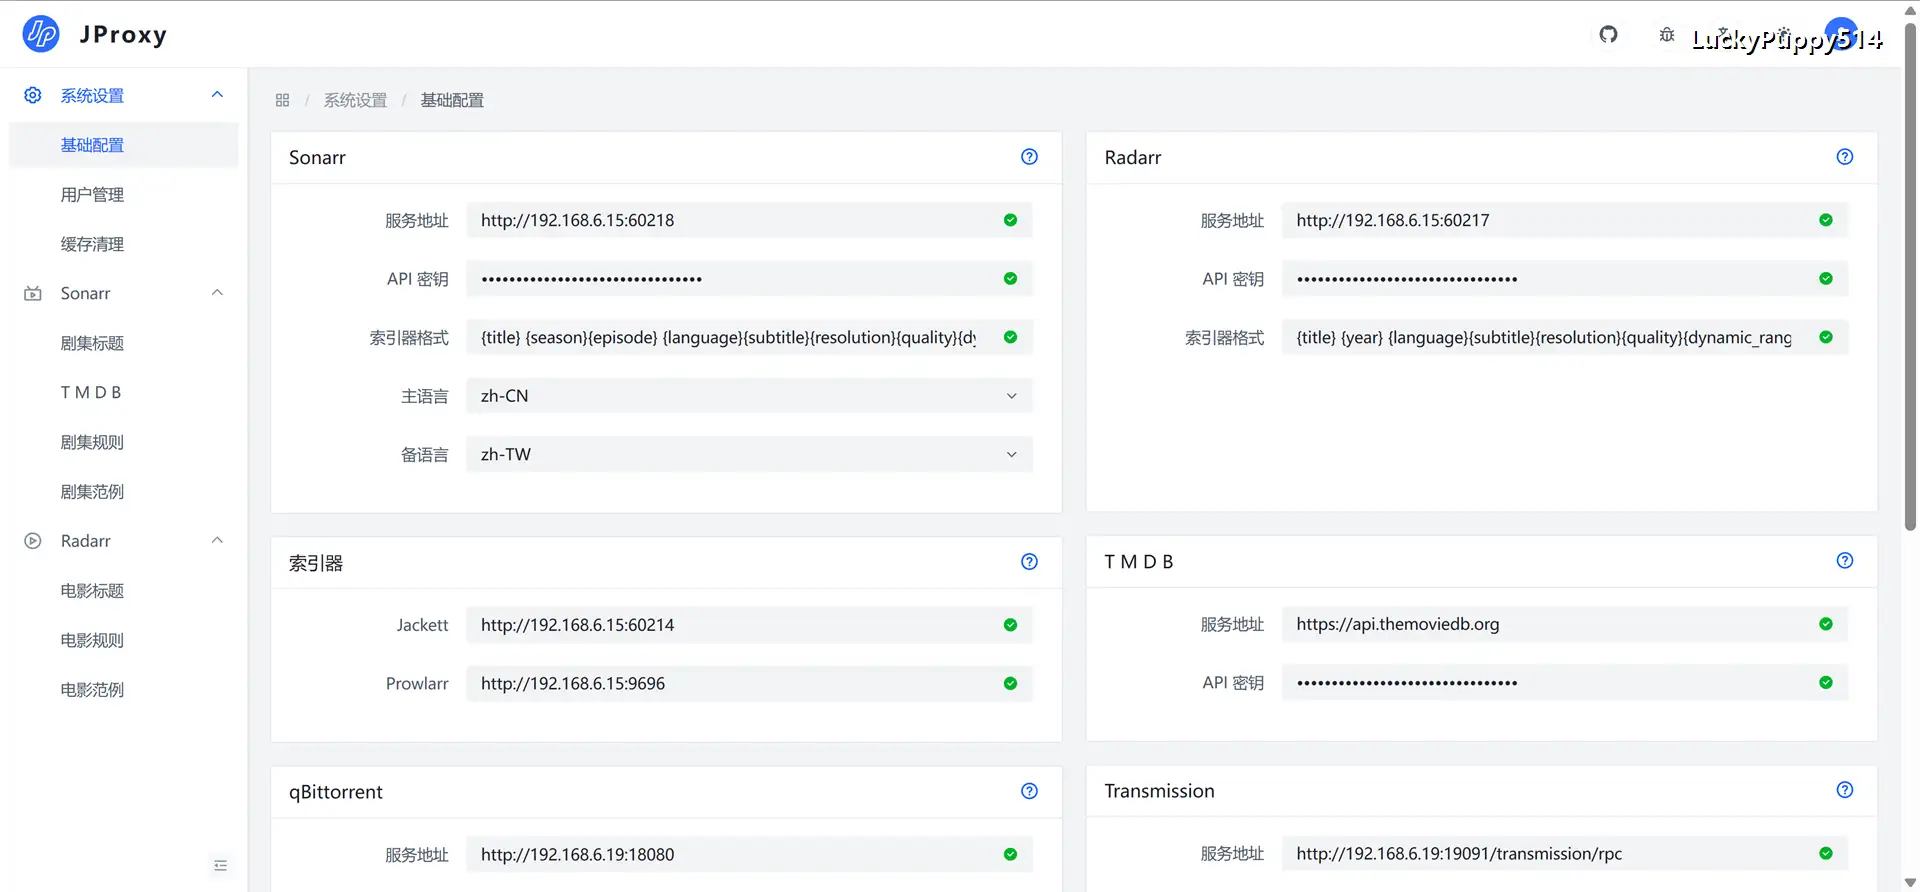 JProxy
LuckyPuppy514
系统设置
基础配置
用户管理
缓存清理
Sonarr
剧集标题
T M D B
剧集规则
剧集范例
Radarr
电影标题
电影规则
电影范例
系统设置 / 基础配置
Sonarr
服务地址 http://192.168.6.15:60218
API 密钥 ••••••••••••••••••••••••••••••••
索引器格式 {title} {season}{episode} {language}{subtitle}{resolution}{quality}{dy
主语言 zh-CN
备语言 zh-TW
Radarr
服务地址 http://192.168.6.15:60217
API 密钥 ••••••••••••••••••••••••••••••••
索引器格式 {title} {year} {language}{subtitle}{resolution}{quality}{dynamic_rang
索引器
Jackett http://192.168.6.15:60214
Prowlarr http://192.168.6.15:9696
T M D B
服务地址 https://api.themoviedb.org
API 密钥 ••••••••••••••••••••••••••••••••
qBittorrent
服务地址 http://192.168.6.19:18080
Transmission
服务地址 http://192.168.6.19:19091/transmission/rpc